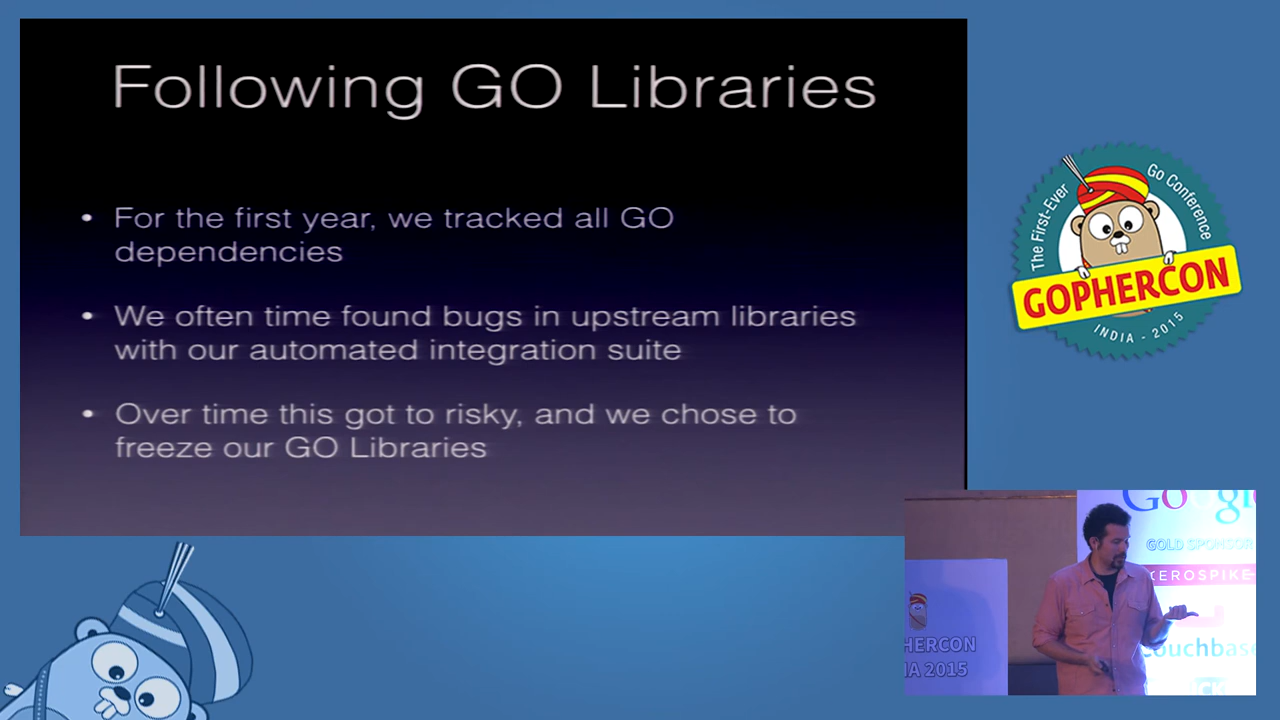 Following GO Libraries
• For the first year, we tracked all GO
dependencies
• We often time found bugs in upstream libraries
with our automated integration suite
• Over time this got to risky, and we chose to
freeze our GO Libraries
The First-Ever
Go Conference
GOPHERCON
INDIA - 2015
GOLD SPONSOR